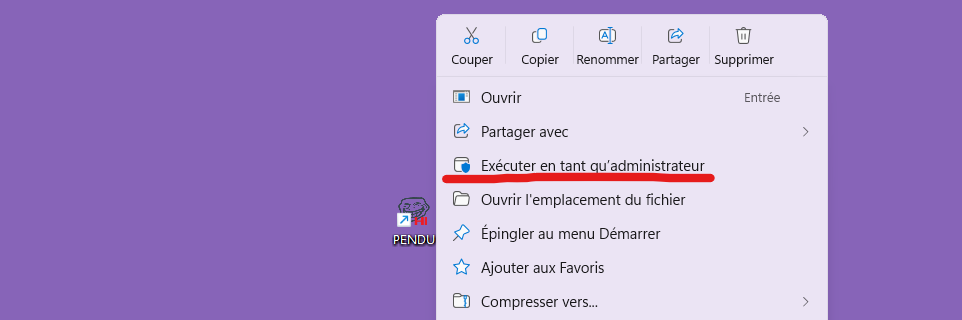 Couper Copier Renommer Partager Supprimer
Ouvrir Entrée
Partager avec
Exécuter en tant qu'administrateur
HI
PENDU
Ouvrir l'emplacement du fichier
Épingler au menu Démarrer
Ajouter aux Favoris
Compresser vers...